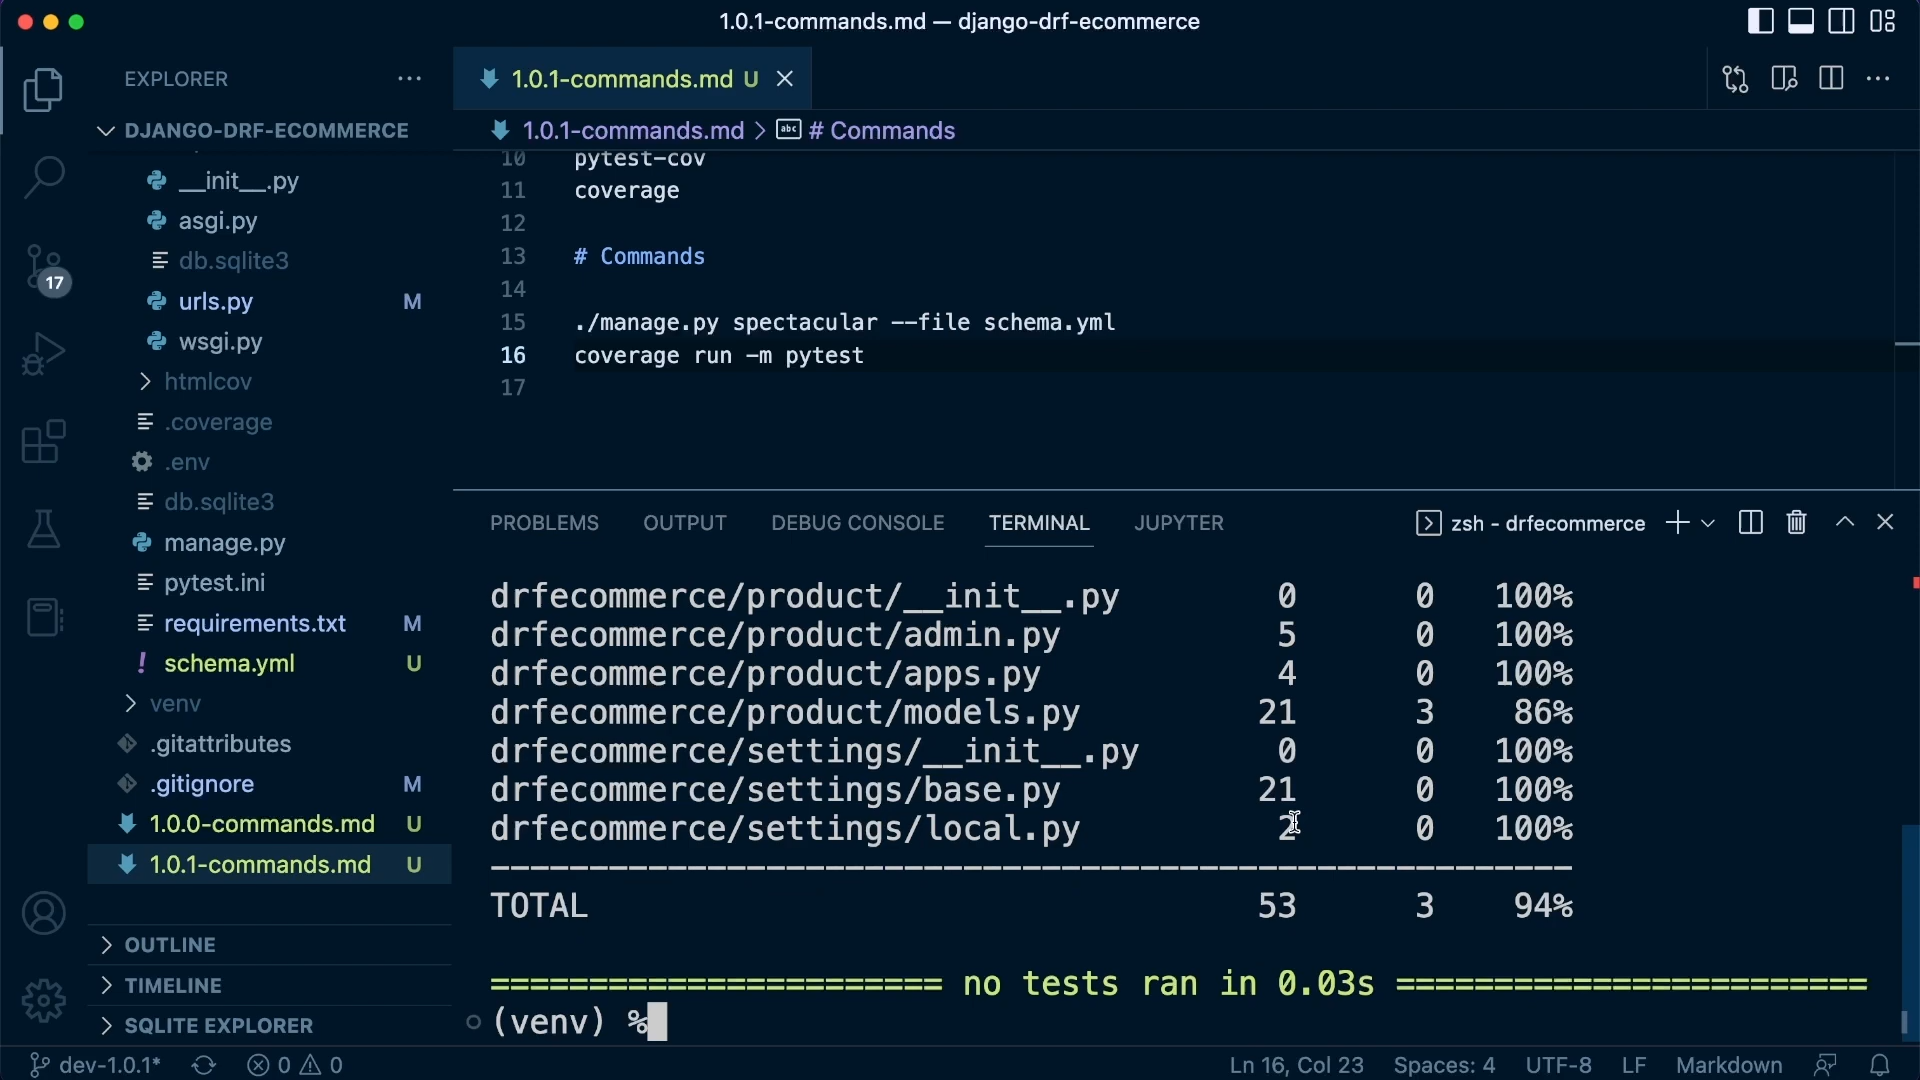 1.0.1-commands.md — django-drf-ecommerce
EXPLORER
DJANGO-DRF-ECOMMERCE
__init__.py
asgi.py
db.sqlite3
urls.py M
wsgi.py
htmlcov
.coverage
.env
db.sqlite3
manage.py
pytest.ini
requirements.txt M
! schema.yml U
venv
.gitattributes
.gitignore M
1.0.0-commands.md U
1.0.1-commands.md U
OUTLINE
TIMELINE
SQLITE EXPLORER
17
1.0.1-commands.md U
1.0.1-commands.md > abc # Commands
10 pytest-cov
11 coverage
12
13 # Commands
14
15 ./manage.py spectacular --file schema.yml
16 coverage run -m pytest
17
PROBLEMS OUTPUT DEBUG CONSOLE TERMINAL JUPYTER
zsh - drfecommerce
drfecommerce/product/__init__.py 0 0 100%
drfecommerce/product/admin.py 5 0 100%
drfecommerce/product/apps.py 4 0 100%
drfecommerce/product/models.py 21 3 86%
drfecommerce/settings/__init__.py 0 0 100%
drfecommerce/settings/base.py 21 0 100%
drfecommerce/settings/local.py 2 0 100%
-------------------------------------------------------
TOTAL 53 3 94%
======================= no tests ran in 0.03s ========================
(venv) %
dev-1.0.1* 0 0
Ln 16, Col 23 Spaces: 4 UTF-8 LF Markdown